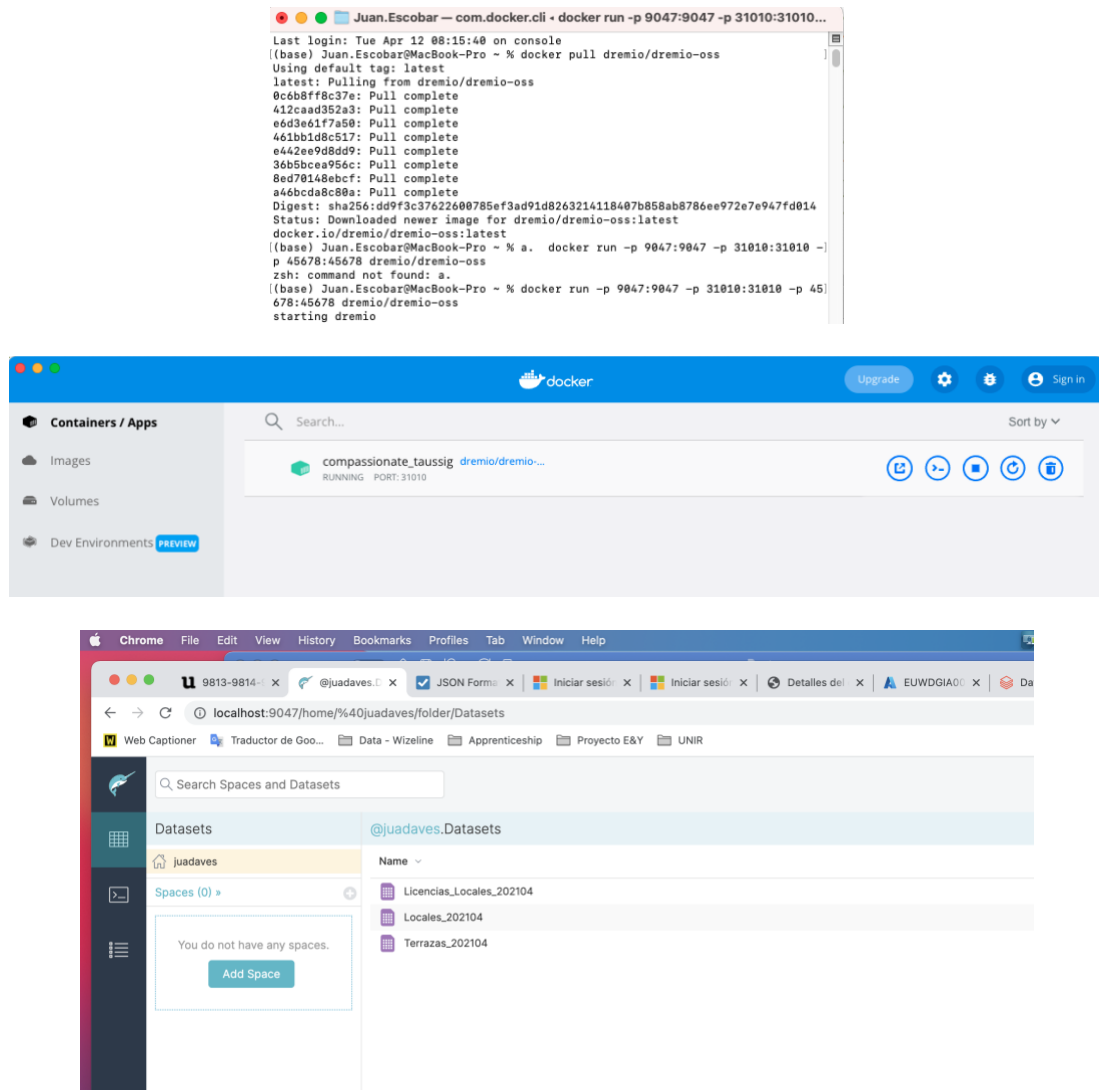 Juan.Escobar — com.docker.cli ‹ docker run -p 9047:9047 -p 31010:31010...
Last login: Tue Apr 12 08:15:40 on console
[(base) Juan.Escobar@MacBook-Pro ~ % docker pull dremio/dremio-oss ]
Using default tag: latest
latest: Pulling from dremio/dremio-oss
0c6b8ff8c37e: Pull complete
412caad352a3: Pull complete
e6d3e61f7a50: Pull complete
461bb1d8c517: Pull complete
e442ee9d8dd9: Pull complete
36b5bcea956c: Pull complete
8ed70148ebcf: Pull complete
a46bcda8c80a: Pull complete
Digest: sha256:dd9f3c37622600785ef3ad91d8263214118407b858ab8786ee972e7e947fd014
Status: Downloaded newer image for dremio/dremio-oss:latest
docker.io/dremio/dremio-oss:latest
[(base) Juan.Escobar@MacBook-Pro ~ % a.  docker run -p 9047:9047 -p 31010:31010 -]
p 45678:45678 dremio/dremio-oss
zsh: command not found: a.
[(base) Juan.Escobar@MacBook-Pro ~ % docker run -p 9047:9047 -p 31010:31010 -p 45]
678:45678 dremio/dremio-oss
starting dremio
docker
Upgrade
Sign in
Containers / Apps
Search...
Sort by
Images
compassionate_taussig dremio/dremio-...
RUNNING PORT: 31010
Volumes
Dev Environments PREVIEW
Chrome File Edit View History Bookmarks Profiles Tab Window Help
9813-9814- @juadaves.D JSON Forma Iniciar sesió Iniciar sesió Detalles del EUWDGIA00 Da
localhost:9047/home/%40juadaves/folder/Datasets
Web Captioner Traductor de Goo... Data - Wizeline Apprenticeship Proyecto E&Y UNIR
Search Spaces and Datasets
Datasets
@juadaves.Datasets
juadaves
Name
Spaces (0) »
Licencias_Locales_202104
Locales_202104
Terrazas_202104
You do not have any spaces.
Add Space